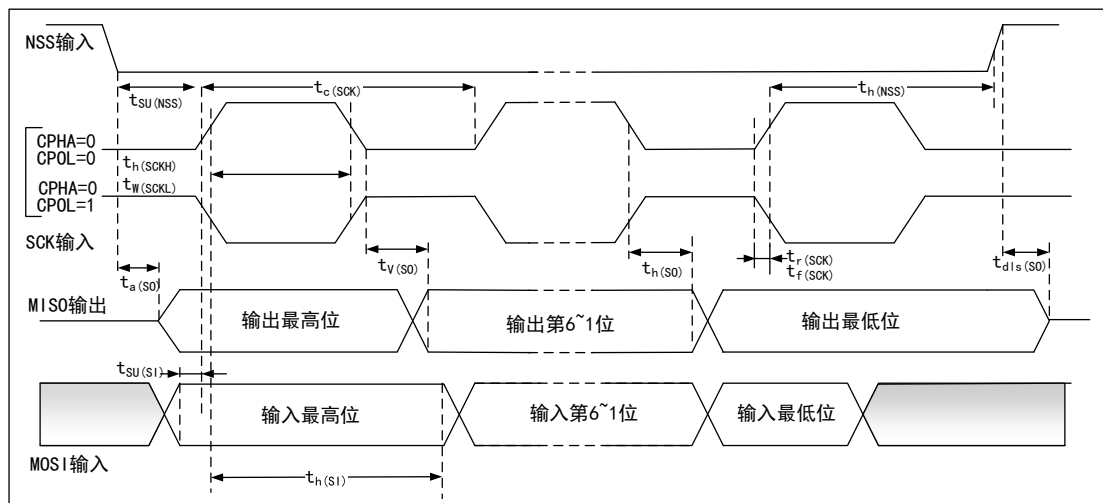 NSS输入
tSU(NSS)
tc(SCK)
th(NSS)
CPHA=0
CPOL=0
th(SCKH)
tW(SCKL)
CPHA=0
CPOL=1
SCK输入
ta(SO)
tV(SO)
th(SO)
tr(SCK)
tf(SCK)
tdis(SO)
MISO输出
输出最高位
输出第6~1位
输出最低位
tSU(SI)
输入最高位
输入第6~1位
输入最低位
MOSI输入
th(SI)